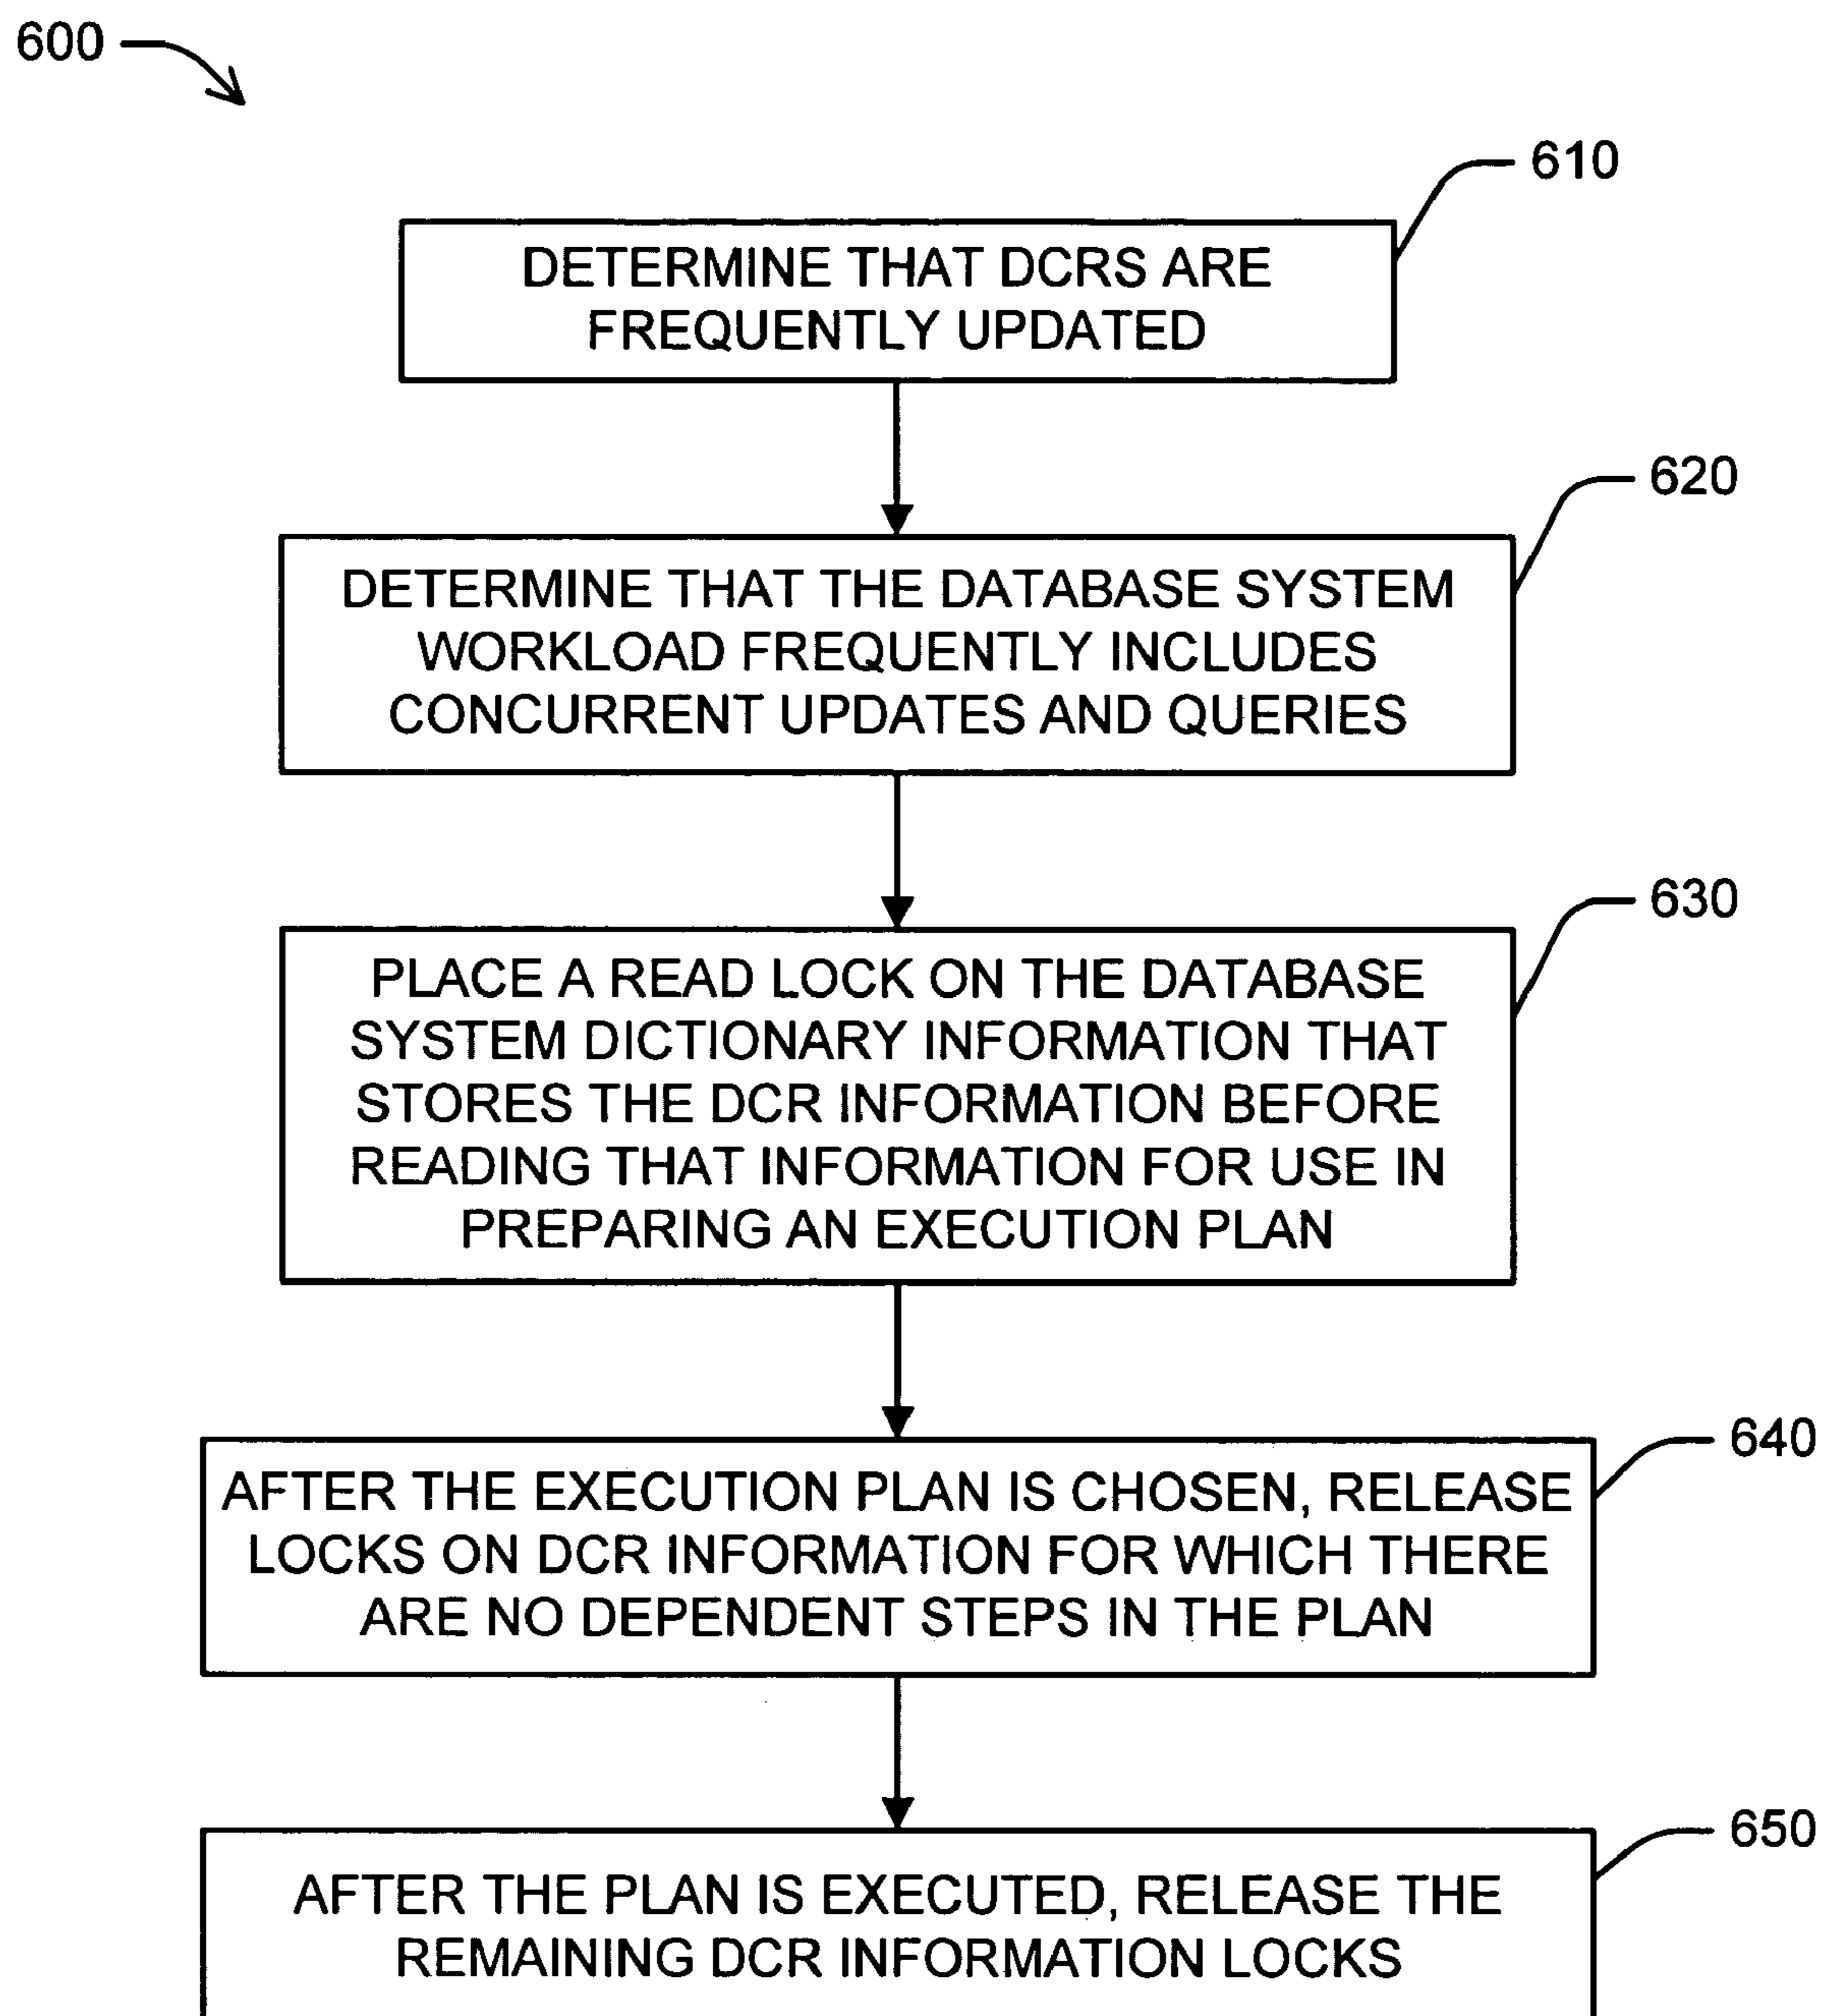 600
610
DETERMINE THAT DCRS ARE
FREQUENTLY UPDATED
620
DETERMINE THAT THE DATABASE SYSTEM
WORKLOAD FREQUENTLY INCLUDES
CONCURRENT UPDATES AND QUERIES
630
PLACE A READ LOCK ON THE DATABASE
SYSTEM DICTIONARY INFORMATION THAT
STORES THE DCR INFORMATION BEFORE
READING THAT INFORMATION FOR USE IN
PREPARING AN EXECUTION PLAN
640
AFTER THE EXECUTION PLAN IS CHOSEN, RELEASE
LOCKS ON DCR INFORMATION FOR WHICH THERE
ARE NO DEPENDENT STEPS IN THE PLAN
650
AFTER THE PLAN IS EXECUTED, RELEASE THE
REMAINING DCR INFORMATION LOCKS